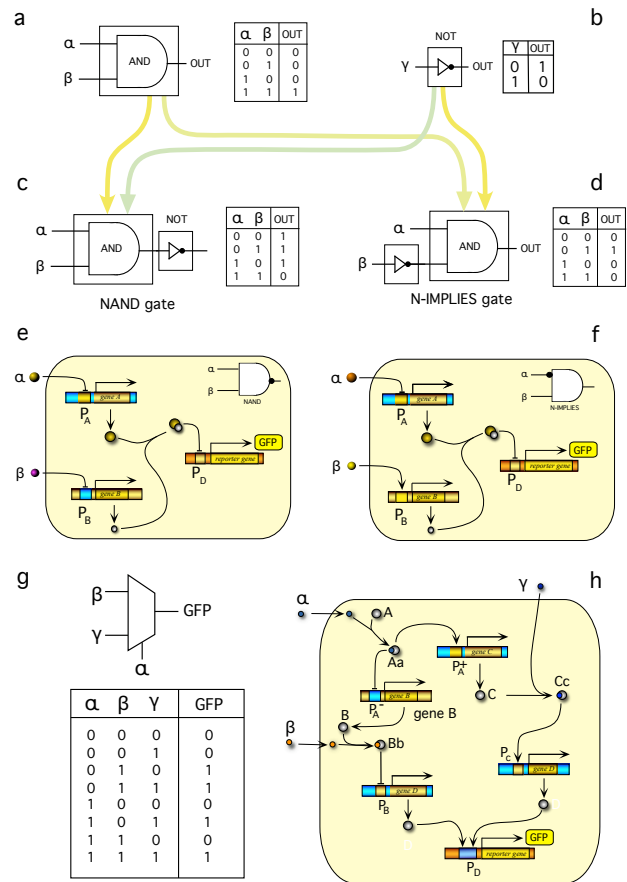 a
b
α
β
AND
OUT
α β OUT
0 0 0
0 1 0
1 0 0
1 1 1
NOT
γ
OUT
γ OUT
0 1
1 0
c
d
α
β
AND
NOT
α β OUT
0 0 1
0 1 1
1 0 1
1 1 0
NAND gate
α
β
AND
OUT
α β OUT
0 0 0
0 1 1
1 0 0
1 1 0
N-IMPLIES gate
e
f
α
β
NAND
α
gene A
P_A
GFP
reporter gene
P_D
β
gene B
P_B
α
β
N-IMPLIES
α
gene A
P_A
GFP
reporter gene
P_D
β
gene B
P_B
g
h
β
γ
GFP
α
α β γ GFP
0 0 0 0
0 0 1 0
0 1 0 1
0 1 1 1
1 0 0 0
1 0 1 1
1 1 0 0
1 1 1 1
α
A
γ
Aa
gene C
P_A^+
gene B
P_A^-
gene B
C
Cc
B
β
Bb
P_c
gene D
gene D
P_B
GFP
reporter gene
P_D